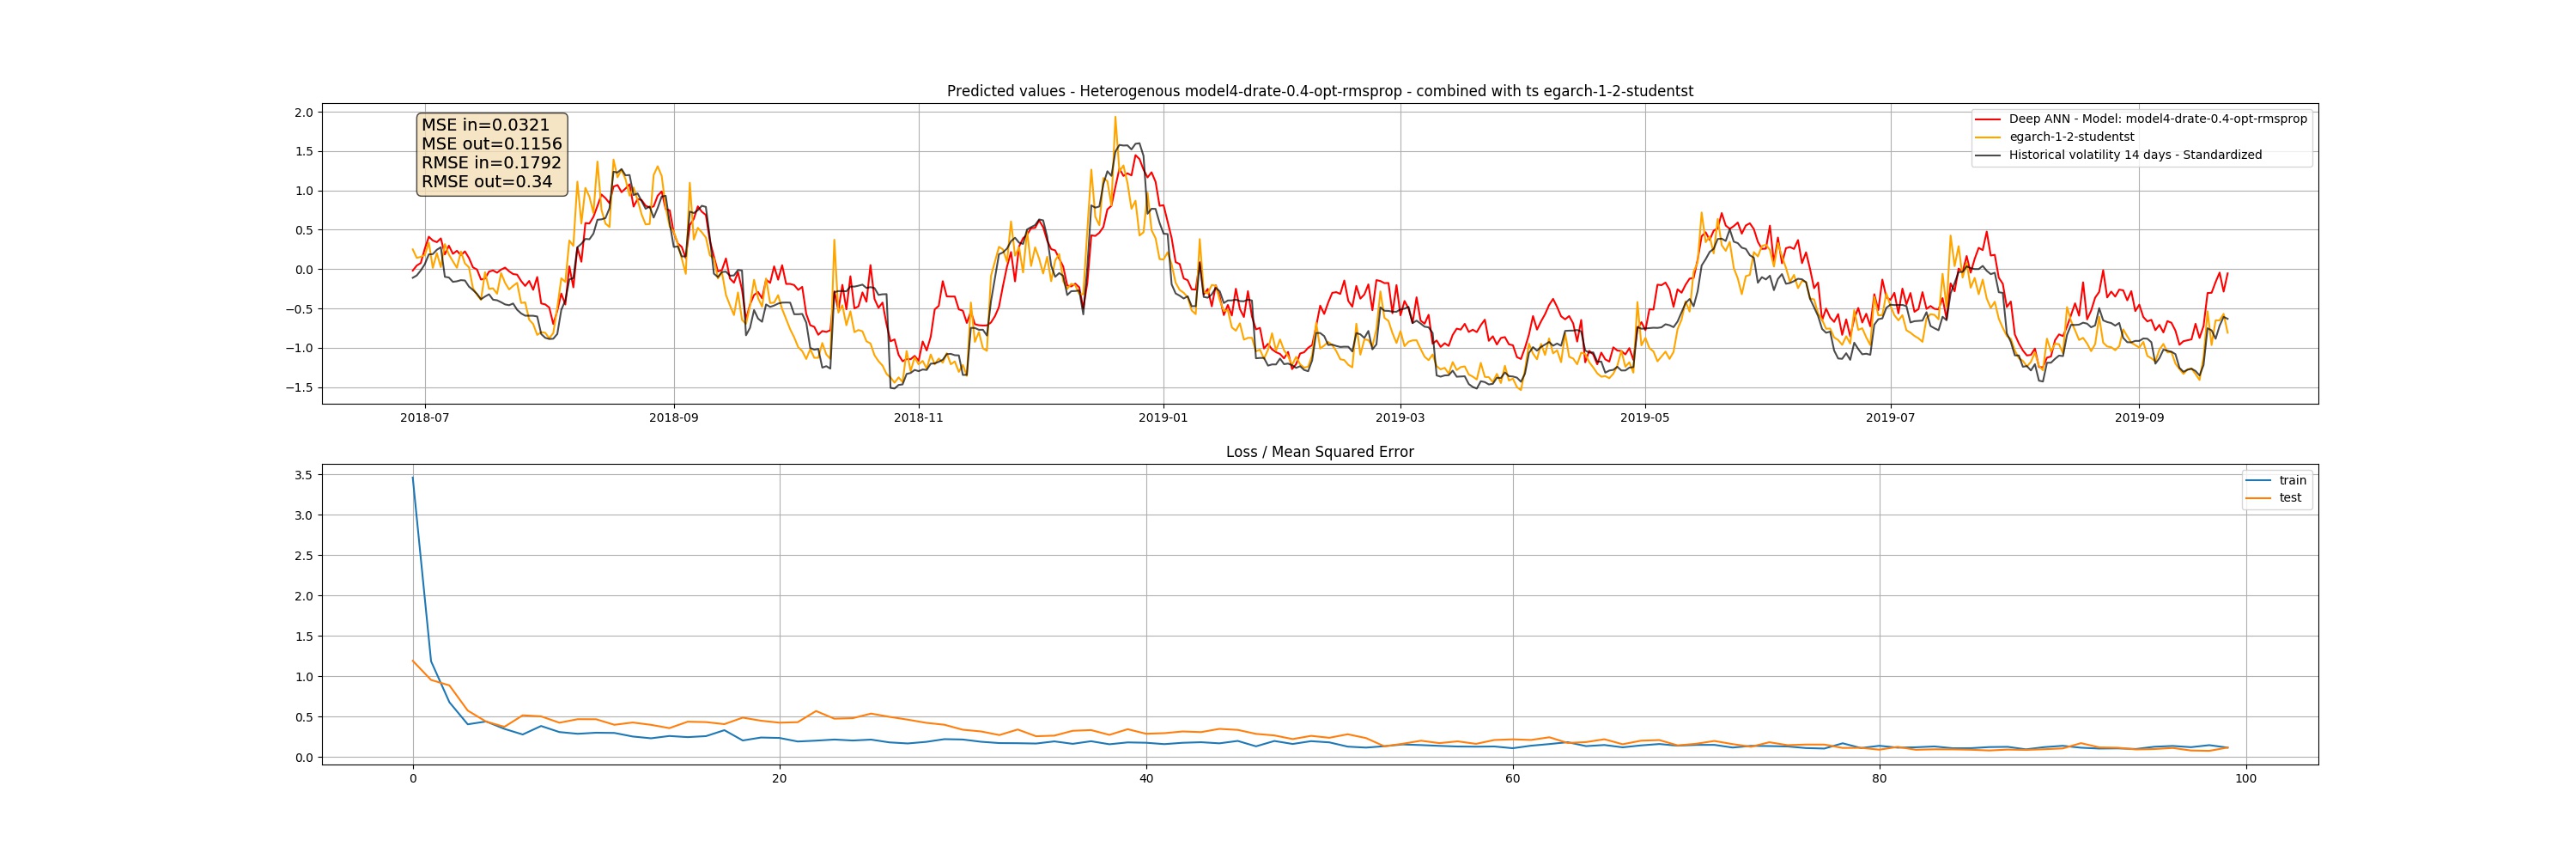 Predicted values - Heterogenous model4-drate-0.4-opt-rmsprop - combined with ts egarch-1-2-studentst
2.0
1.5
1.0
0.5
0.0
−0.5
−1.0
−1.5
MSE in=0.0321
MSE out=0.1156
RMSE in=0.1792
RMSE out=0.34
Deep ANN - Model: model4-drate-0.4-opt-rmsprop
egarch-1-2-studentst
Historical volatility 14 days - Standardized
2018-07 2018-09 2018-11 2019-01 2019-03 2019-05 2019-07 2019-09
Loss / Mean Squared Error
3.5
3.0
2.5
2.0
1.5
1.0
0.5
0.0
train
test
0 20 40 60 80 100